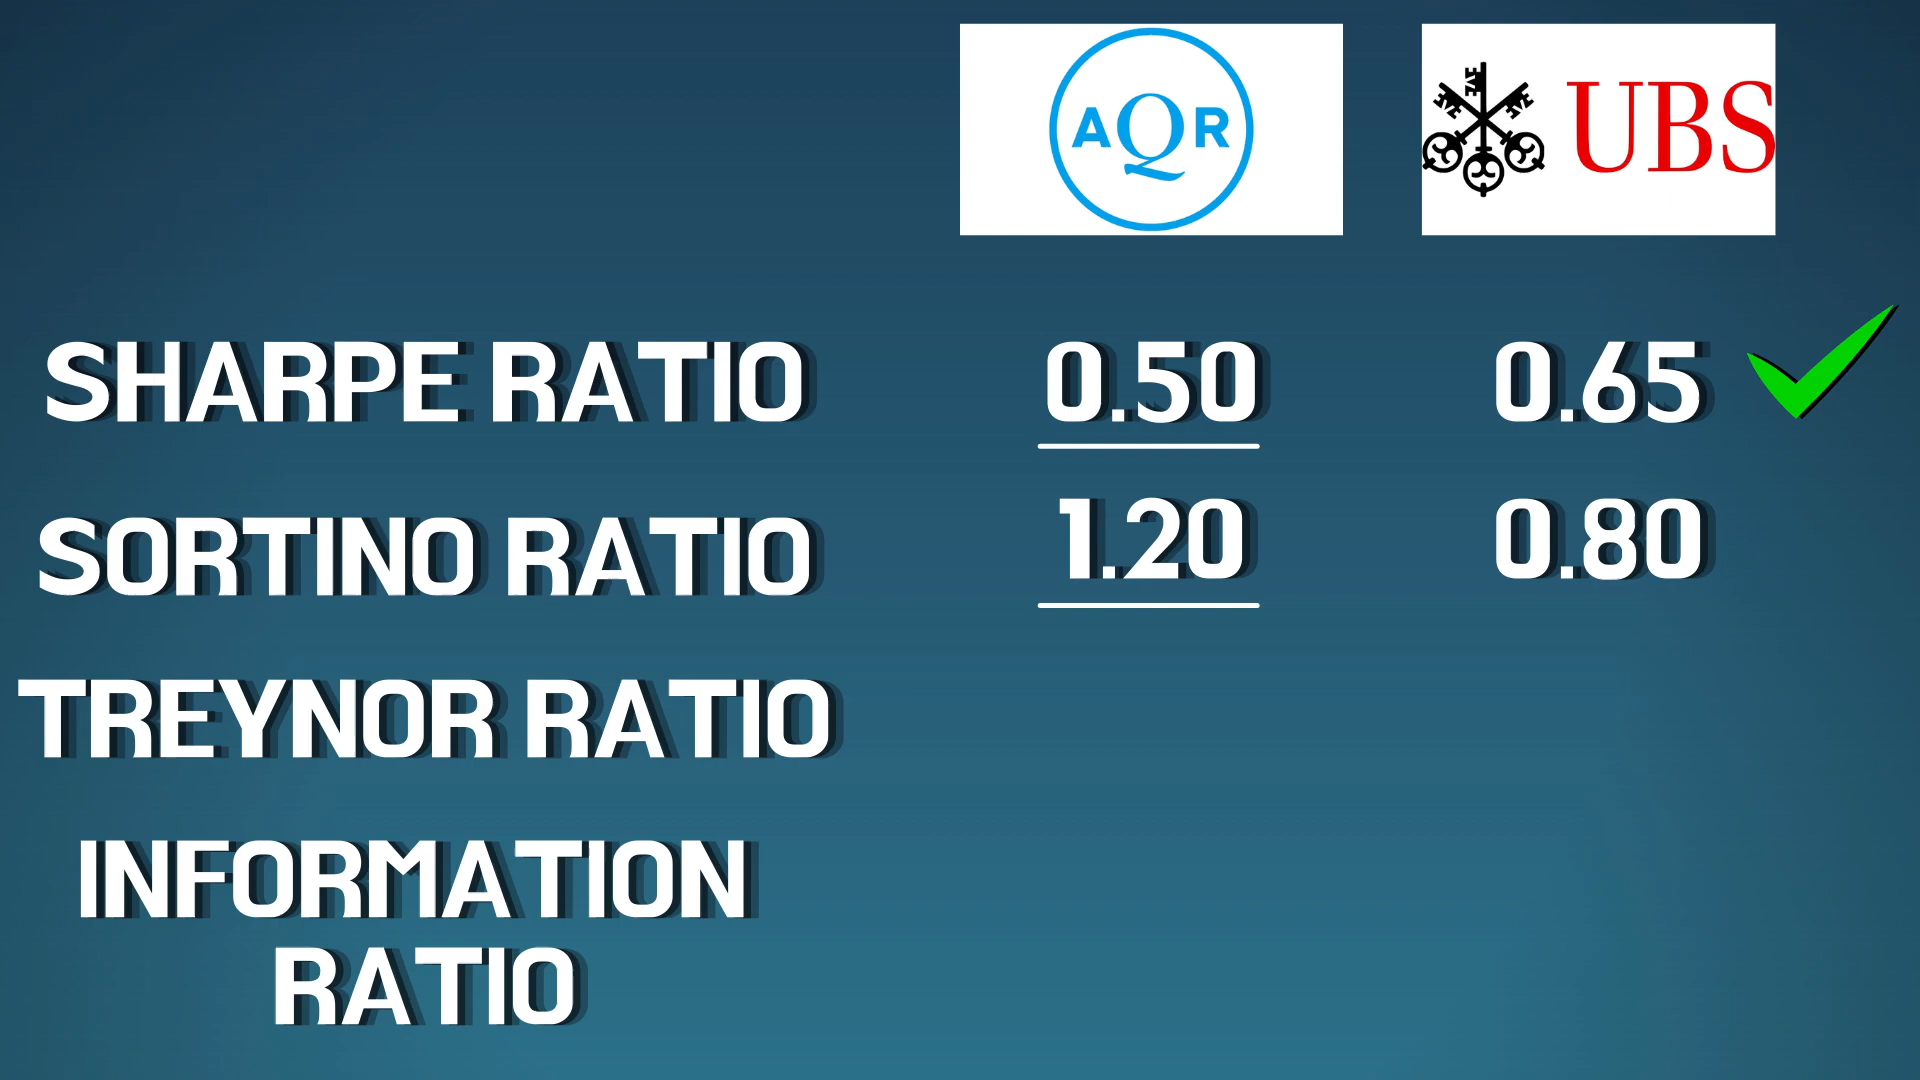 AQR UBS
SHARPE RATIO 0.50 0.65
SORTINO RATIO 1.20 0.80
TREYNOR RATIO
INFORMATION
RATIO